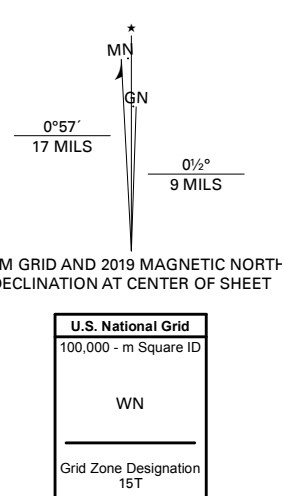 MN
GN
0°57´
17 MILS
0½°
9 MILS
M GRID AND 2019 MAGNETIC NORTH
DECLINATION AT CENTER OF SHEET
U.S. National Grid
100,000 - m Square ID
WN
Grid Zone Designation
15T